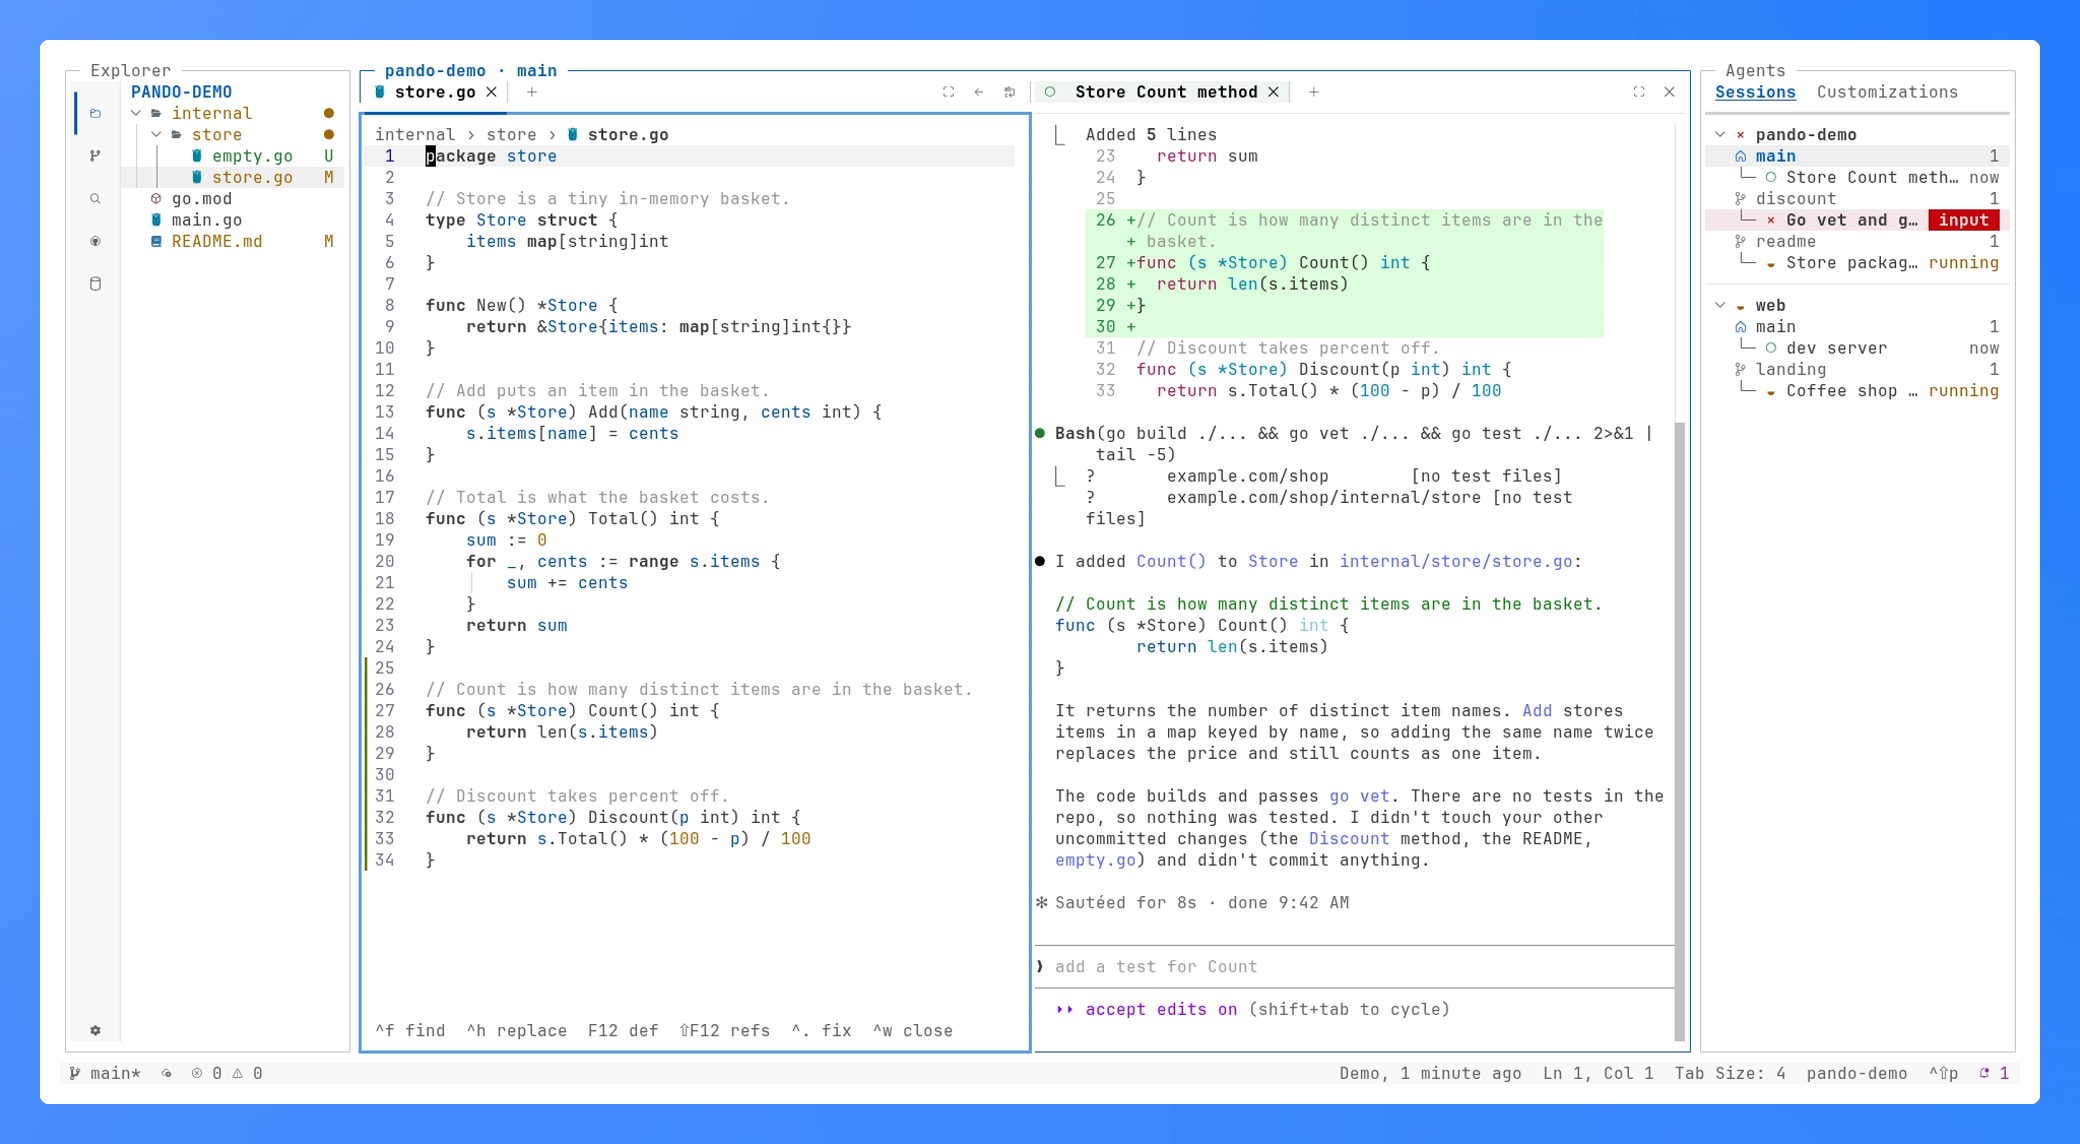 Explorer
PANDO-DEMO
internal
store
empty.go U
store.go M
go.mod
main.go
README.md M
pando-demo · main
store.go × +
internal › store › store.go
1 package store
2
3 // Store is a tiny in-memory basket.
4 type Store struct {
5     items map[string]int
6 }
7
8 func New() *Store {
9     return &Store{items: map[string]int{}}
10 }
11
12 // Add puts an item in the basket.
13 func (s *Store) Add(name string, cents int) {
14     s.items[name] = cents
15 }
16
17 // Total is what the basket costs.
18 func (s *Store) Total() int {
19     sum := 0
20     for _, cents := range s.items {
21         sum += cents
22     }
23     return sum
24 }
25
26 // Count is how many distinct items are in the basket.
27 func (s *Store) Count() int {
28     return len(s.items)
29 }
30
31 // Discount takes percent off.
32 func (s *Store) Discount(p int) int {
33     return s.Total() * (100 - p) / 100
34 }
^f find  ^h replace  F12 def  ⇧F12 refs  ^. fix  ^w close
Store Count method × +
Added 5 lines
23   return sum
24 }
25
26 +// Count is how many distinct items are in the
+ basket.
27 +func (s *Store) Count() int {
28 +  return len(s.items)
29 +}
30 +
31 // Discount takes percent off.
32 func (s *Store) Discount(p int) int {
33   return s.Total() * (100 - p) / 100
● Bash(go build ./... && go vet ./... && go test ./... 2>&1 |
tail -5)
?       example.com/shop        [no test files]
?       example.com/shop/internal/store [no test
files]
● I added Count() to Store in internal/store/store.go:
// Count is how many distinct items are in the basket.
func (s *Store) Count() int {
        return len(s.items)
}
It returns the number of distinct item names. Add stores
items in a map keyed by name, so adding the same name twice
replaces the price and still counts as one item.
The code builds and passes go vet. There are no tests in the
repo, so nothing was tested. I didn't touch your other
uncommitted changes (the Discount method, the README,
empty.go) and didn't commit anything.
✻ Sautéed for 8s · done 9:42 AM
❯ add a test for Count
⏵⏵ accept edits on (shift+tab to cycle)
Agents
Sessions  Customizations
× pando-demo
main 1
Store Count meth… now
discount 1
× Go vet and g… input
readme 1
Store packag… running
web
main 1
dev server now
landing 1
Coffee shop … running
main*  0  0
Demo, 1 minute ago  Ln 1, Col 1  Tab Size: 4  pando-demo  ^⇧p  1